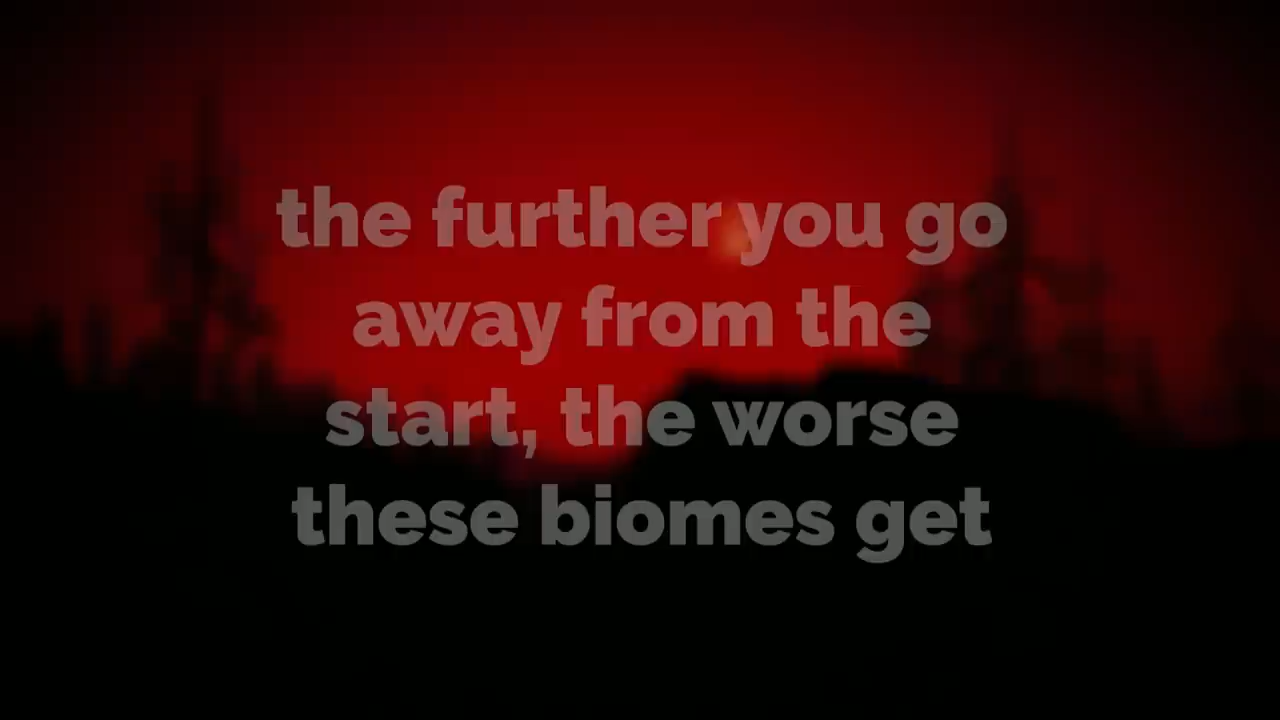 the further you go
away from the
start, the worse
these biomes get